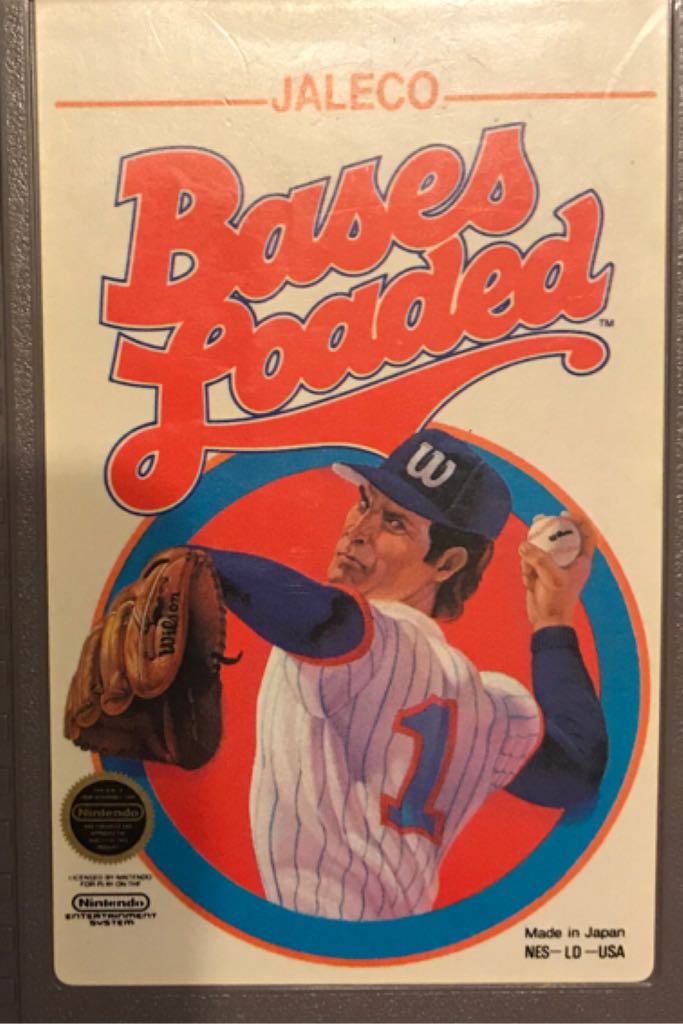 JALECO
Bases
Loaded
TM
W
Wilson
1
Nintendo
LICENSED BY NINTENDO
FOR PLAY ON THE
Nintendo
ENTERTAINMENT
SYSTEM
Made in Japan
NES-LD-USA